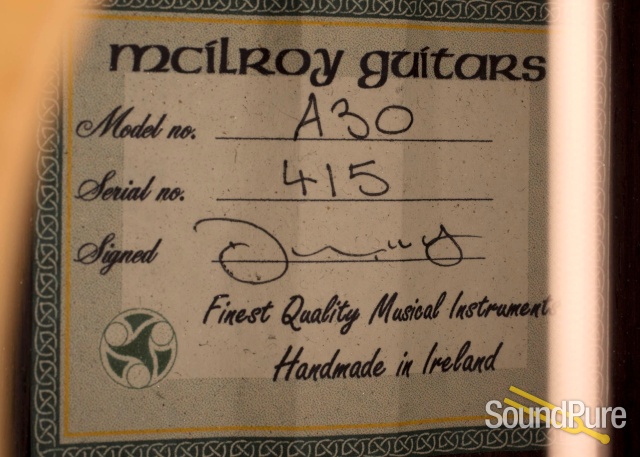 mcilroy guitars
Model no. A30
Serial no. 415
Signed
Finest Quality Musical Instruments
Handmade in Ireland
SoundPure